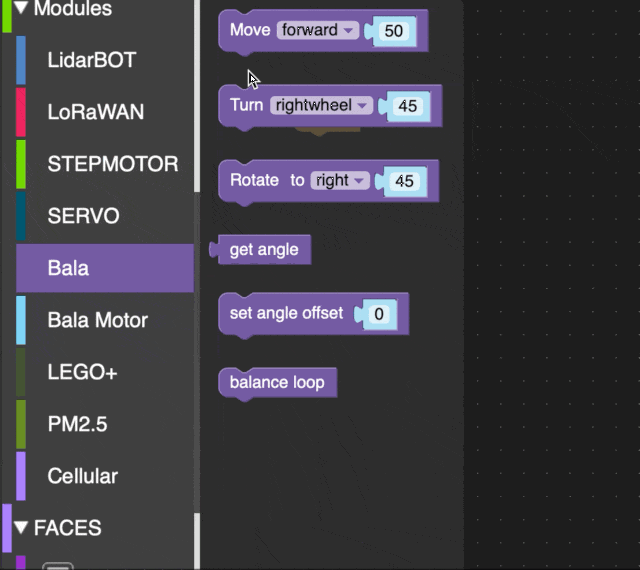 Modules
LidarBOT
LoRaWAN
STEPMOTOR
SERVO
Bala
Bala Motor
LEGO+
PM2.5
Cellular
FACES
Move forward 50
Turn rightwheel 45
Rotate to right 45
get angle
set angle offset 0
balance loop